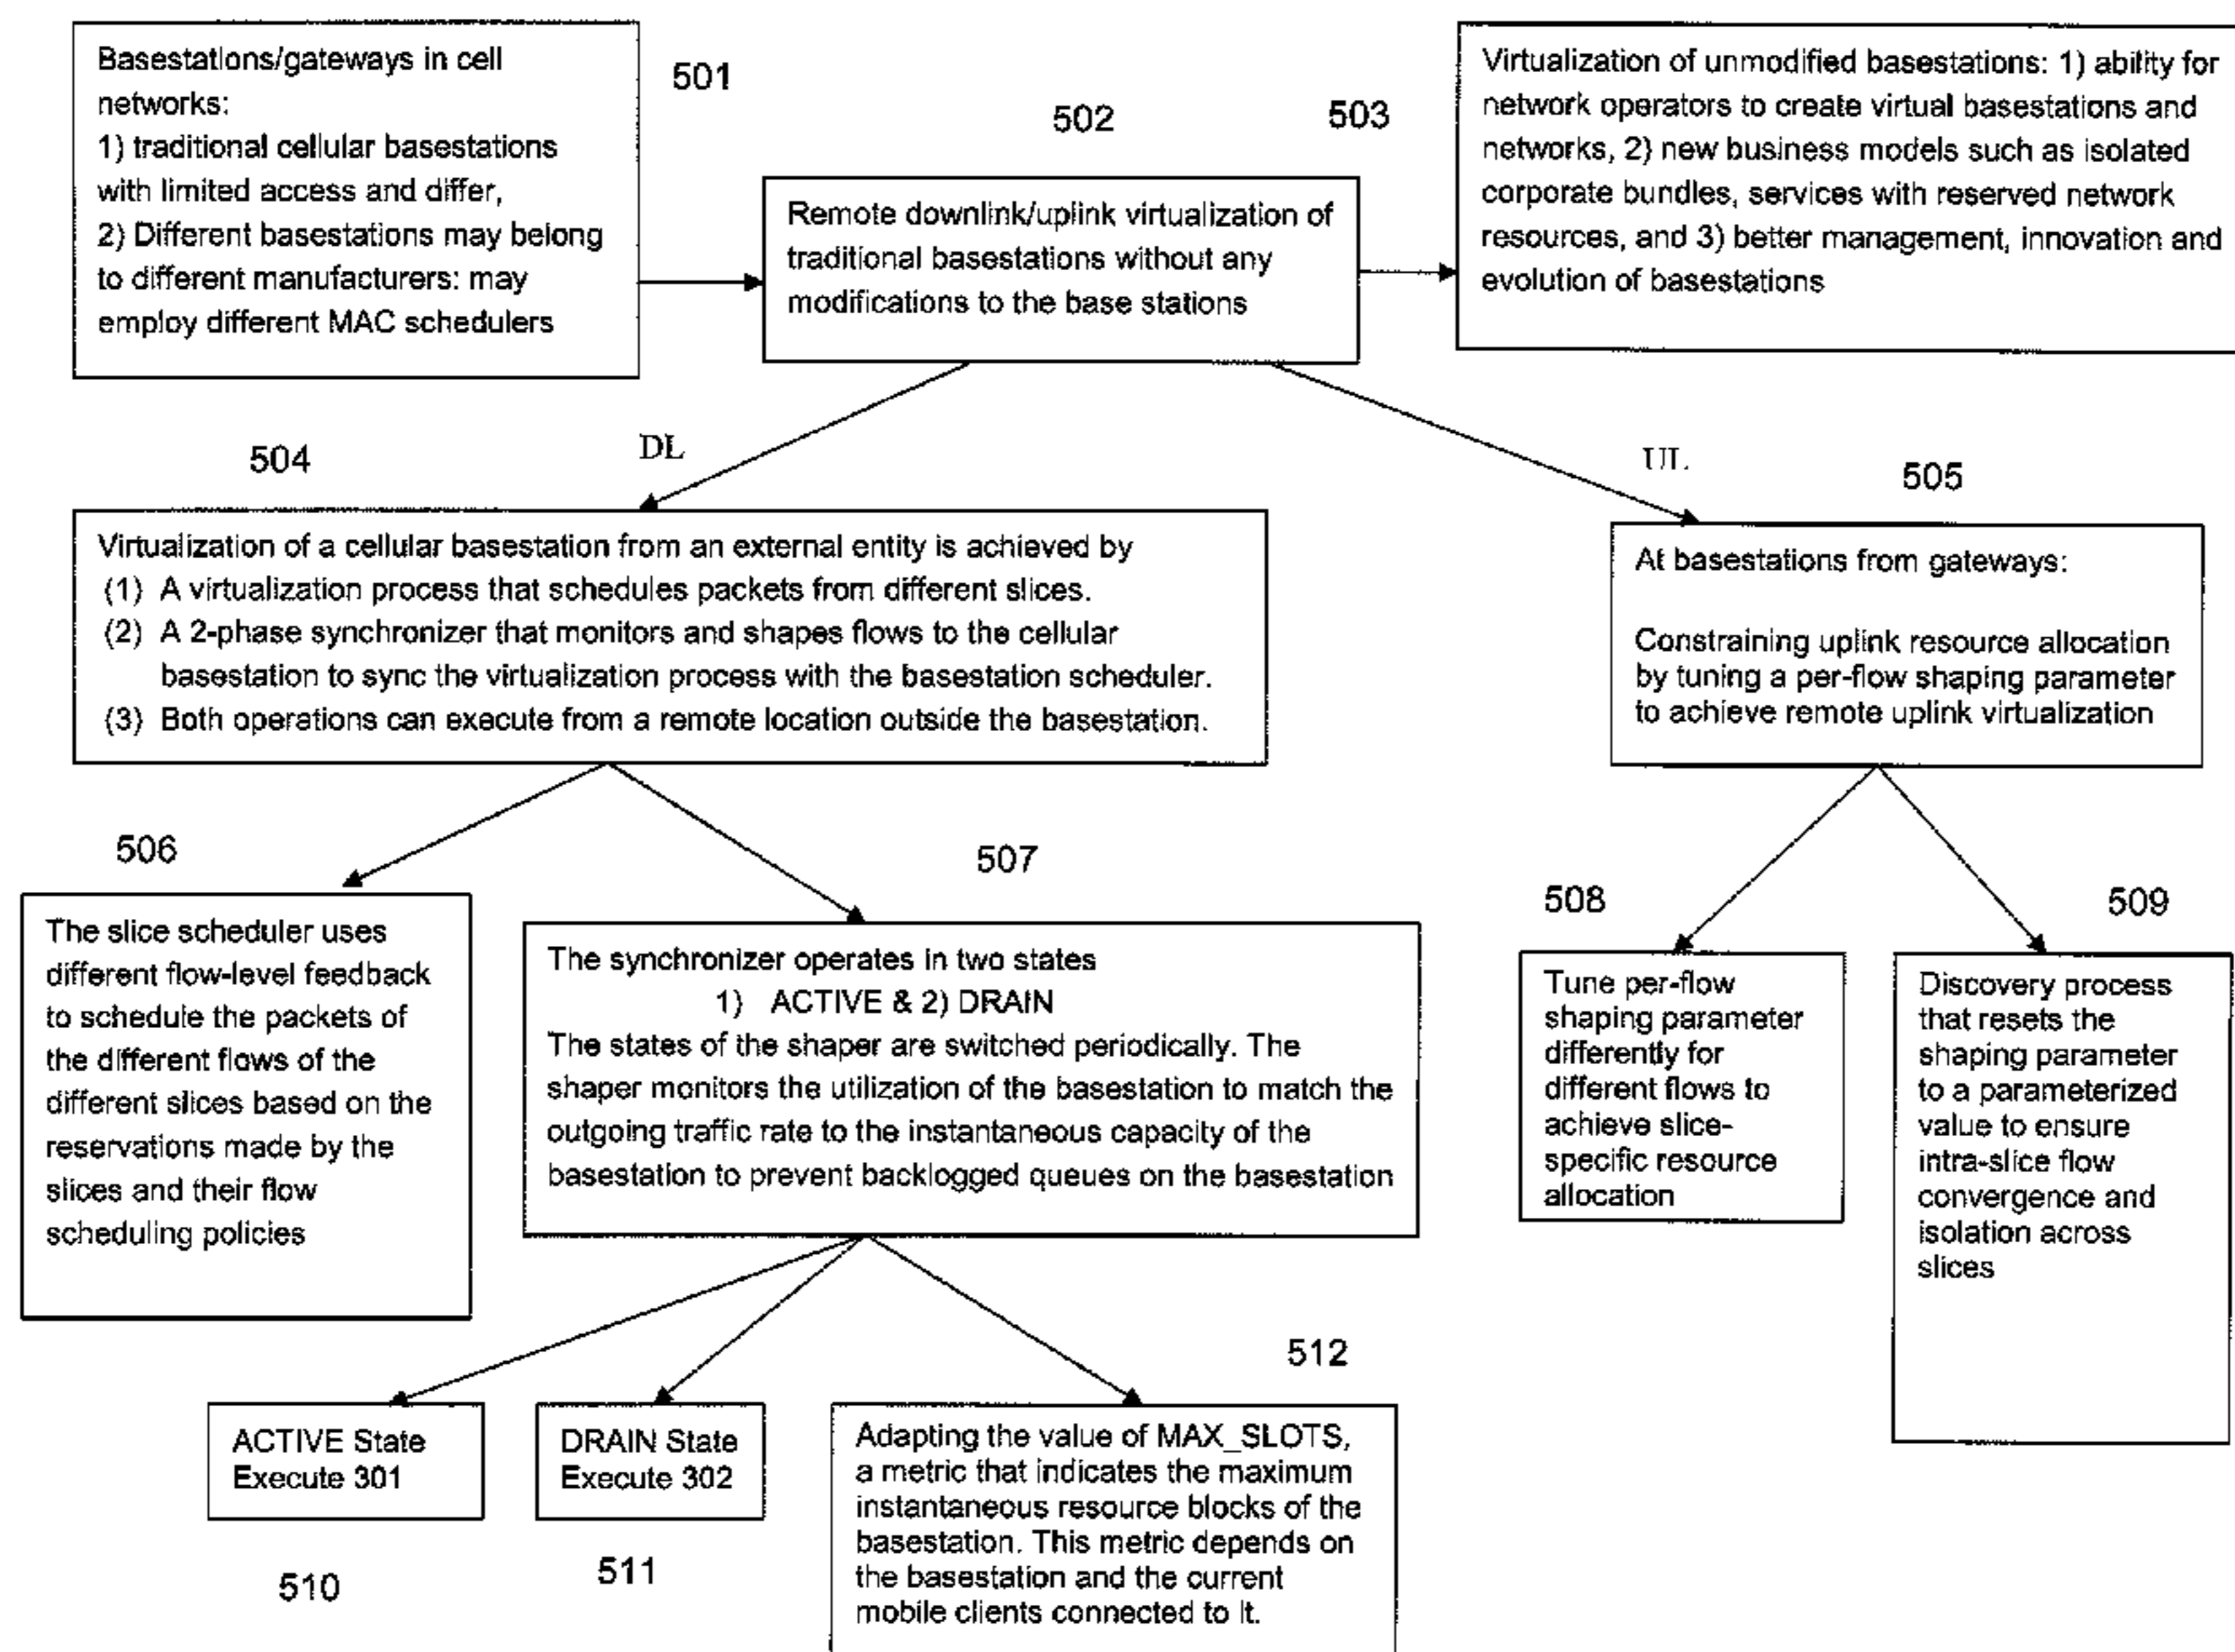 Basestations/gateways in cell
networks:
1) traditional cellular basestations
with limited access and differ,
2) Different basestations may belong
to different manufacturers: may
employ different MAC schedulers
501
502
Remote downlink/uplink virtualization of
traditional basestations without any
modifications to the base stations
503
Virtualization of unmodified basestations: 1) ability for
network operators to create virtual basestations and
networks, 2) new business models such as isolated
corporate bundles, services with reserved network
resources, and 3) better management, innovation and
evolution of basestations
DL
UL
504
Virtualization of a cellular basestation from an external entity is achieved by
(1) A virtualization process that schedules packets from different slices.
(2) A 2-phase synchronizer that monitors and shapes flows to the cellular
basestation to sync the virtualization process with the basestation scheduler.
(3) Both operations can execute from a remote location outside the basestation.
505
At basestations from gateways:
Constraining uplink resource allocation
by tuning a per-flow shaping parameter
to achieve remote uplink virtualization
506
The slice scheduler uses
different flow-level feedback
to schedule the packets of
the different flows of the
different slices based on the
reservations made by the
slices and their flow
scheduling policies
507
The synchronizer operates in two states
1) ACTIVE & 2) DRAIN
The states of the shaper are switched periodically. The
shaper monitors the utilization of the basestation to match the
outgoing traffic rate to the instantaneous capacity of the
basestation to prevent backlogged queues on the basestation
508
Tune per-flow
shaping parameter
differently for
different flows to
achieve slice-
specific resource
allocation
509
Discovery process
that resets the
shaping parameter
to a parameterized
value to ensure
intra-slice flow
convergence and
isolation across
slices
ACTIVE State
Execute 301
510
DRAIN State
Execute 302
511
512
Adapting the value of MAX_SLOTS,
a metric that indicates the maximum
instantaneous resource blocks of the
basestation. This metric depends on
the basestation and the current
mobile clients connected to It.